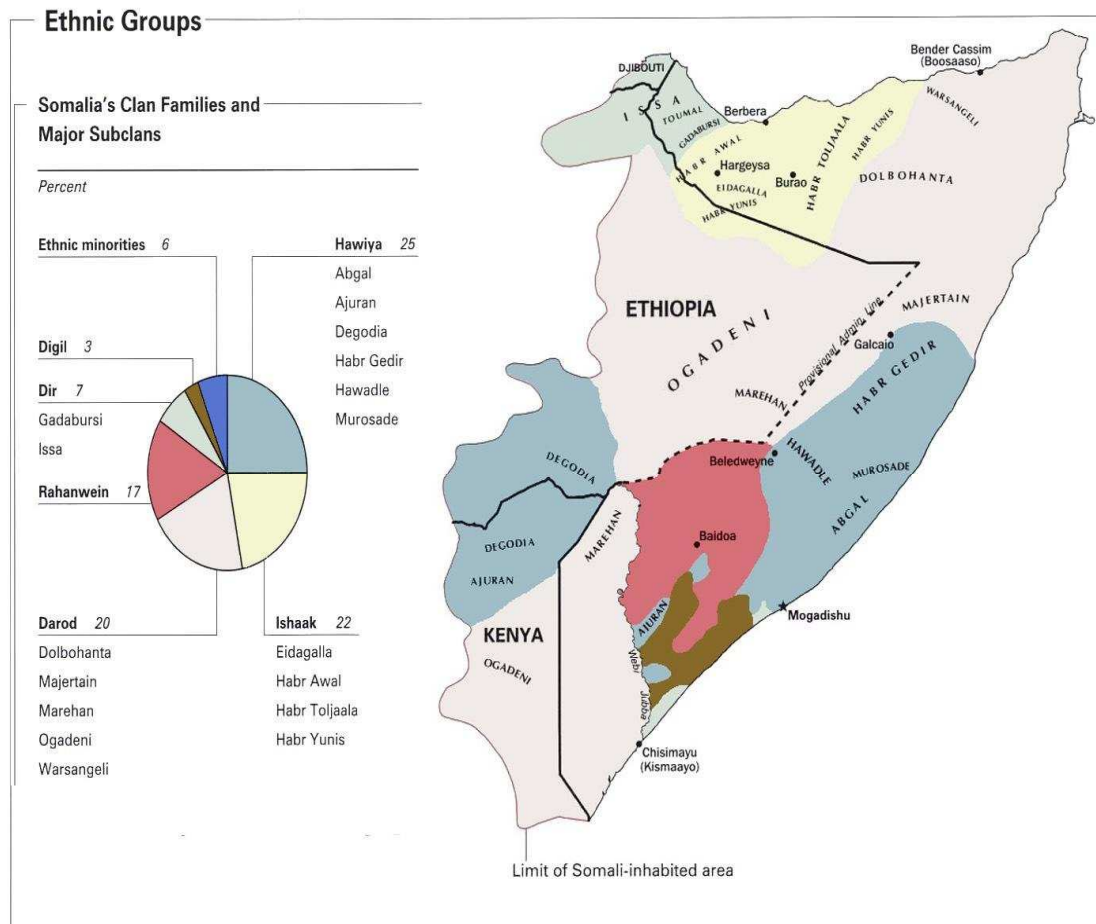 Ethnic Groups
Somalia's Clan Families and
Major Subclans
Percent
Ethnic minorities 6
Hawiya 25
Abgal
Ajuran
Degodia
Habr Gedir
Hawadle
Murosade
Digil 3
Dir 7
Gadabursi
Issa
Rahanwein 17
Darod 20
Dolbohanta
Majertain
Marehan
Ogadeni
Warsangeli
Ishaak 22
Eidagalla
Habr Awal
Habr Toljaala
Habr Yunis
DJIBOUTI
ISSA
TOUMAL
GADABURSI
Berbera
Bender Cassim
(Boosaaso)
WARSANGELI
HABR AWAL
Hargeysa
EIDAGALLA
HABR YUNIS
Burao
HABR TOLJAALA
HABR YUNIS
DOLBOHANTA
ETHIOPIA
OGADENI
Provisional Admin. Line
MAJERTAIN
Galcaio
HABR GEDIR
MAREHAN
Beledweyne
HAWADLE
MUROSADE
ABGAL
DEGODIA
DEGODIA
AJURAN
MAREHAN
Baidoa
AJURAN
Mogadishu
KENYA
OGADENI
Webi Jubba
Chisimayu
(Kismaayo)
Limit of Somali-inhabited area